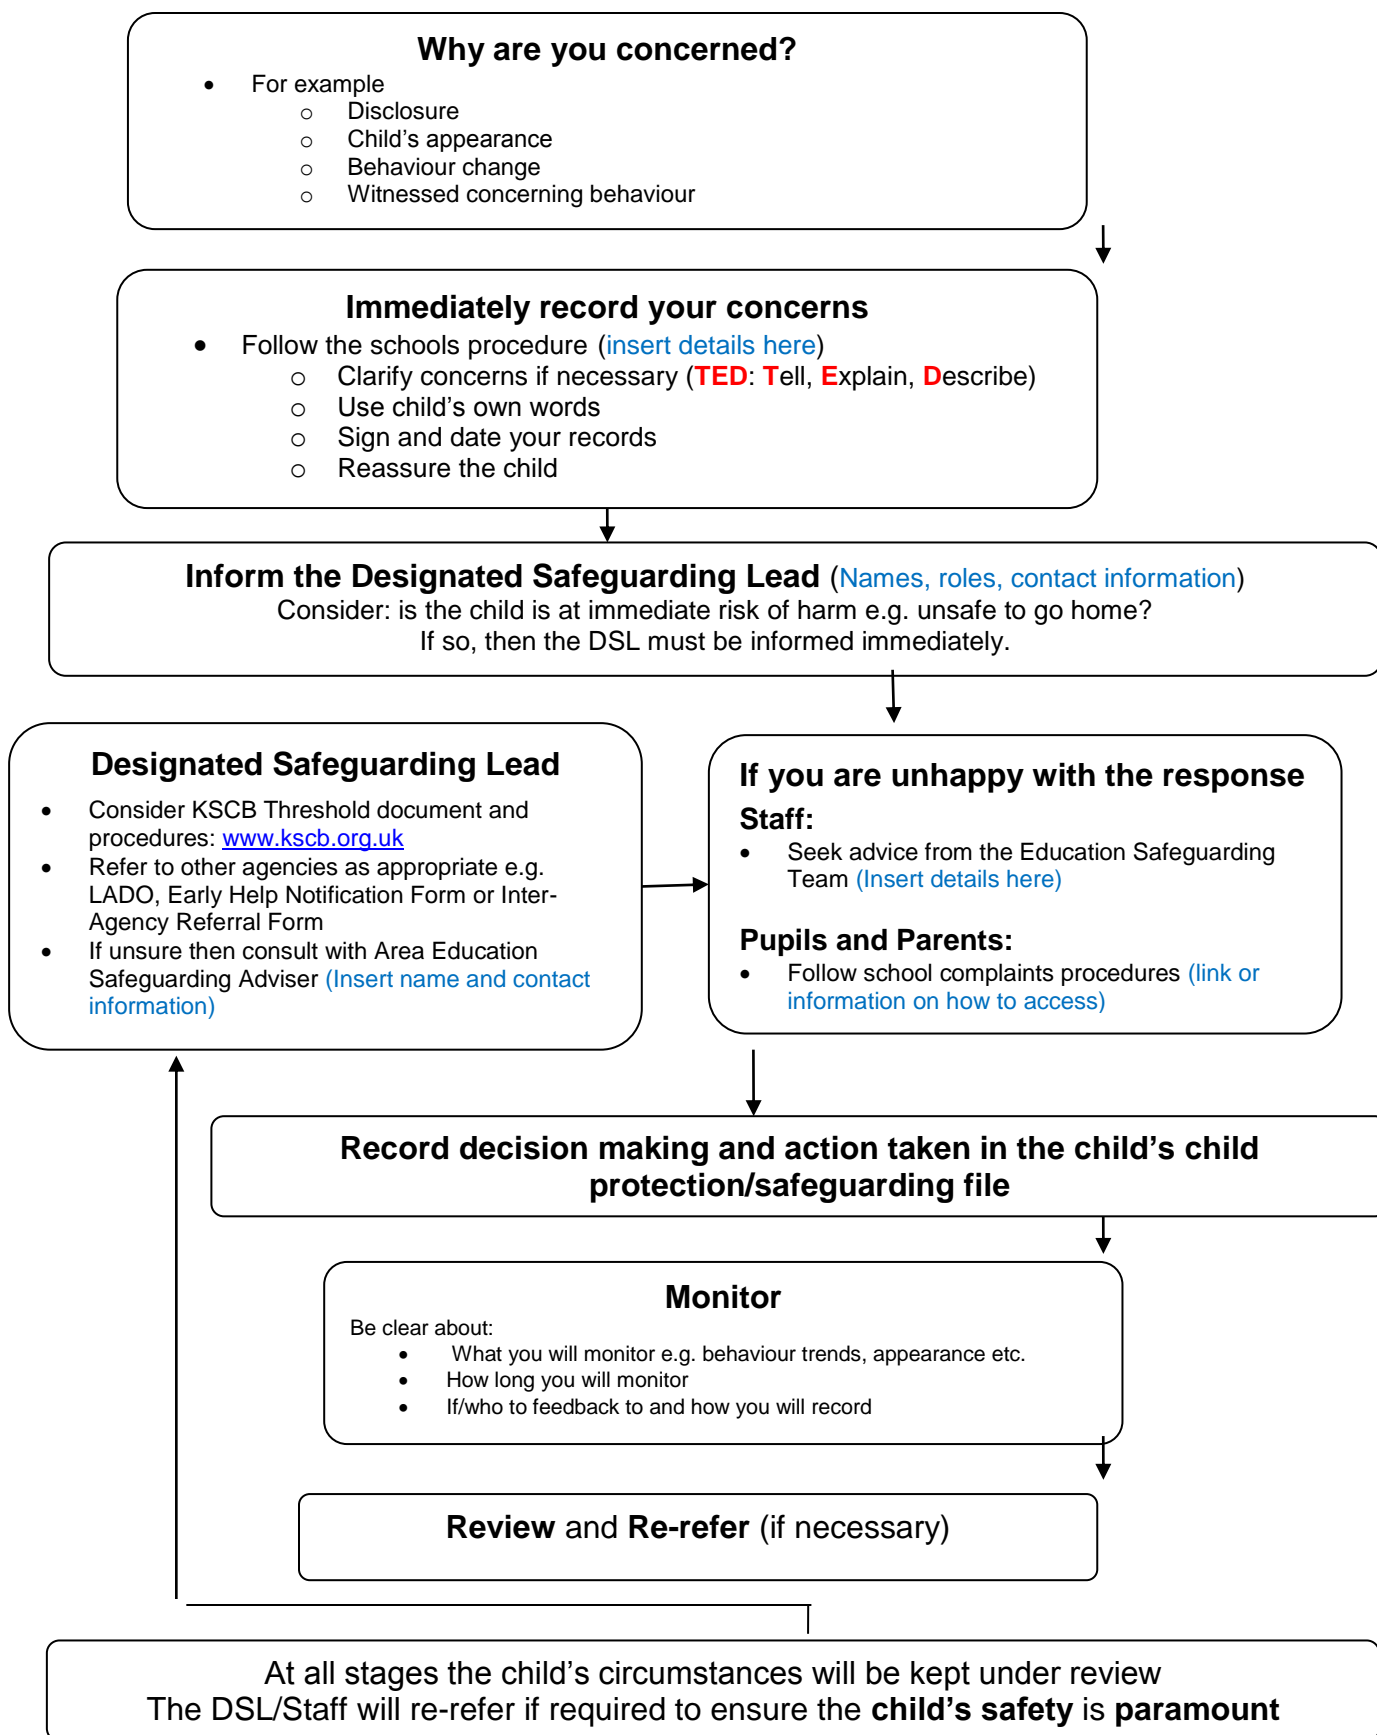 Why are you concerned?
• For example
o Disclosure
o Child's appearance
o Behaviour change
o Witnessed concerning behaviour
Immediately record your concerns
• Follow the schools procedure (insert details here)
o Clarify concerns if necessary (TED: Tell, Explain, Describe)
o Use child's own words
o Sign and date your records
o Reassure the child
Inform the Designated Safeguarding Lead (Names, roles, contact information)
Consider: is the child is at immediate risk of harm e.g. unsafe to go home?
If so, then the DSL must be informed immediately.
Designated Safeguarding Lead
• Consider KSCB Threshold document and
procedures: www.kscb.org.uk
• Refer to other agencies as appropriate e.g.
LADO, Early Help Notification Form or Inter-
Agency Referral Form
• If unsure then consult with Area Education
Safeguarding Adviser (Insert name and contact
information)
If you are unhappy with the response
Staff:
• Seek advice from the Education Safeguarding
Team (Insert details here)
Pupils and Parents:
• Follow school complaints procedures (link or
information on how to access)
Record decision making and action taken in the child's child
protection/safeguarding file
Monitor
Be clear about:
• What you will monitor e.g. behaviour trends, appearance etc.
• How long you will monitor
• If/who to feedback to and how you will record
Review and Re-refer (if necessary)
At all stages the child's circumstances will be kept under review
The DSL/Staff will re-refer if required to ensure the child's safety is paramount